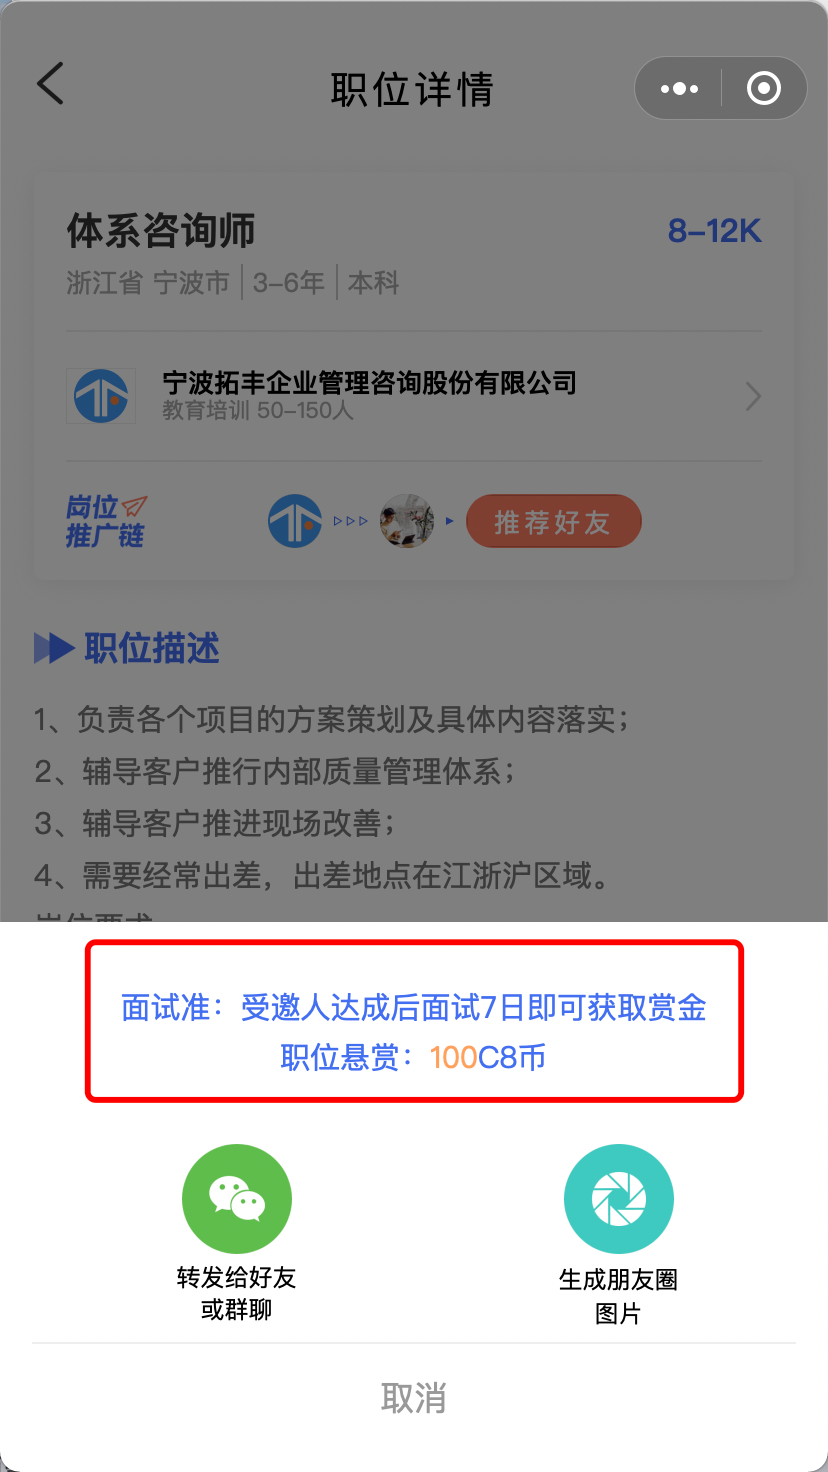 职位详情
体系咨询师 8-12K
浙江省 宁波市 3-6年 本科
宁波拓丰企业管理咨询股份有限公司
教育培训 50-150人
岗位
推广链
推荐好友
职位描述
1、负责各个项目的方案策划及具体内容落实；
2、辅导客户推行内部质量管理体系；
3、辅导客户推进现场改善；
4、需要经常出差，出差地点在江浙沪区域。
岗位要求
面试准：受邀人达成后面试7日即可获取赏金
职位悬赏：100C8币
转发给好友
或群聊
生成朋友圈
图片
取消